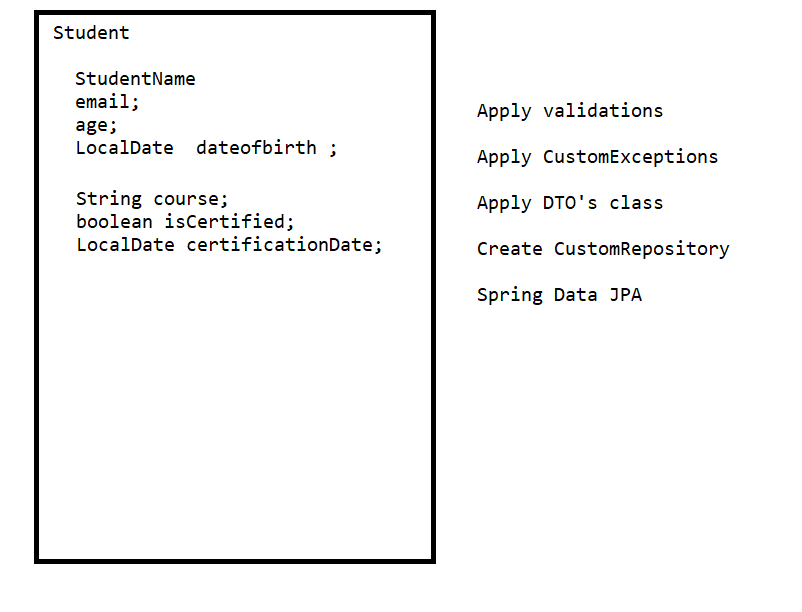 Student
StudentName
email;
age;
LocalDate  dateofbirth ;
String course;
boolean isCertified;
LocalDate certificationDate;
Apply validations
Apply CustomExceptions
Apply DTO's class
Create CustomRepository
Spring Data JPA